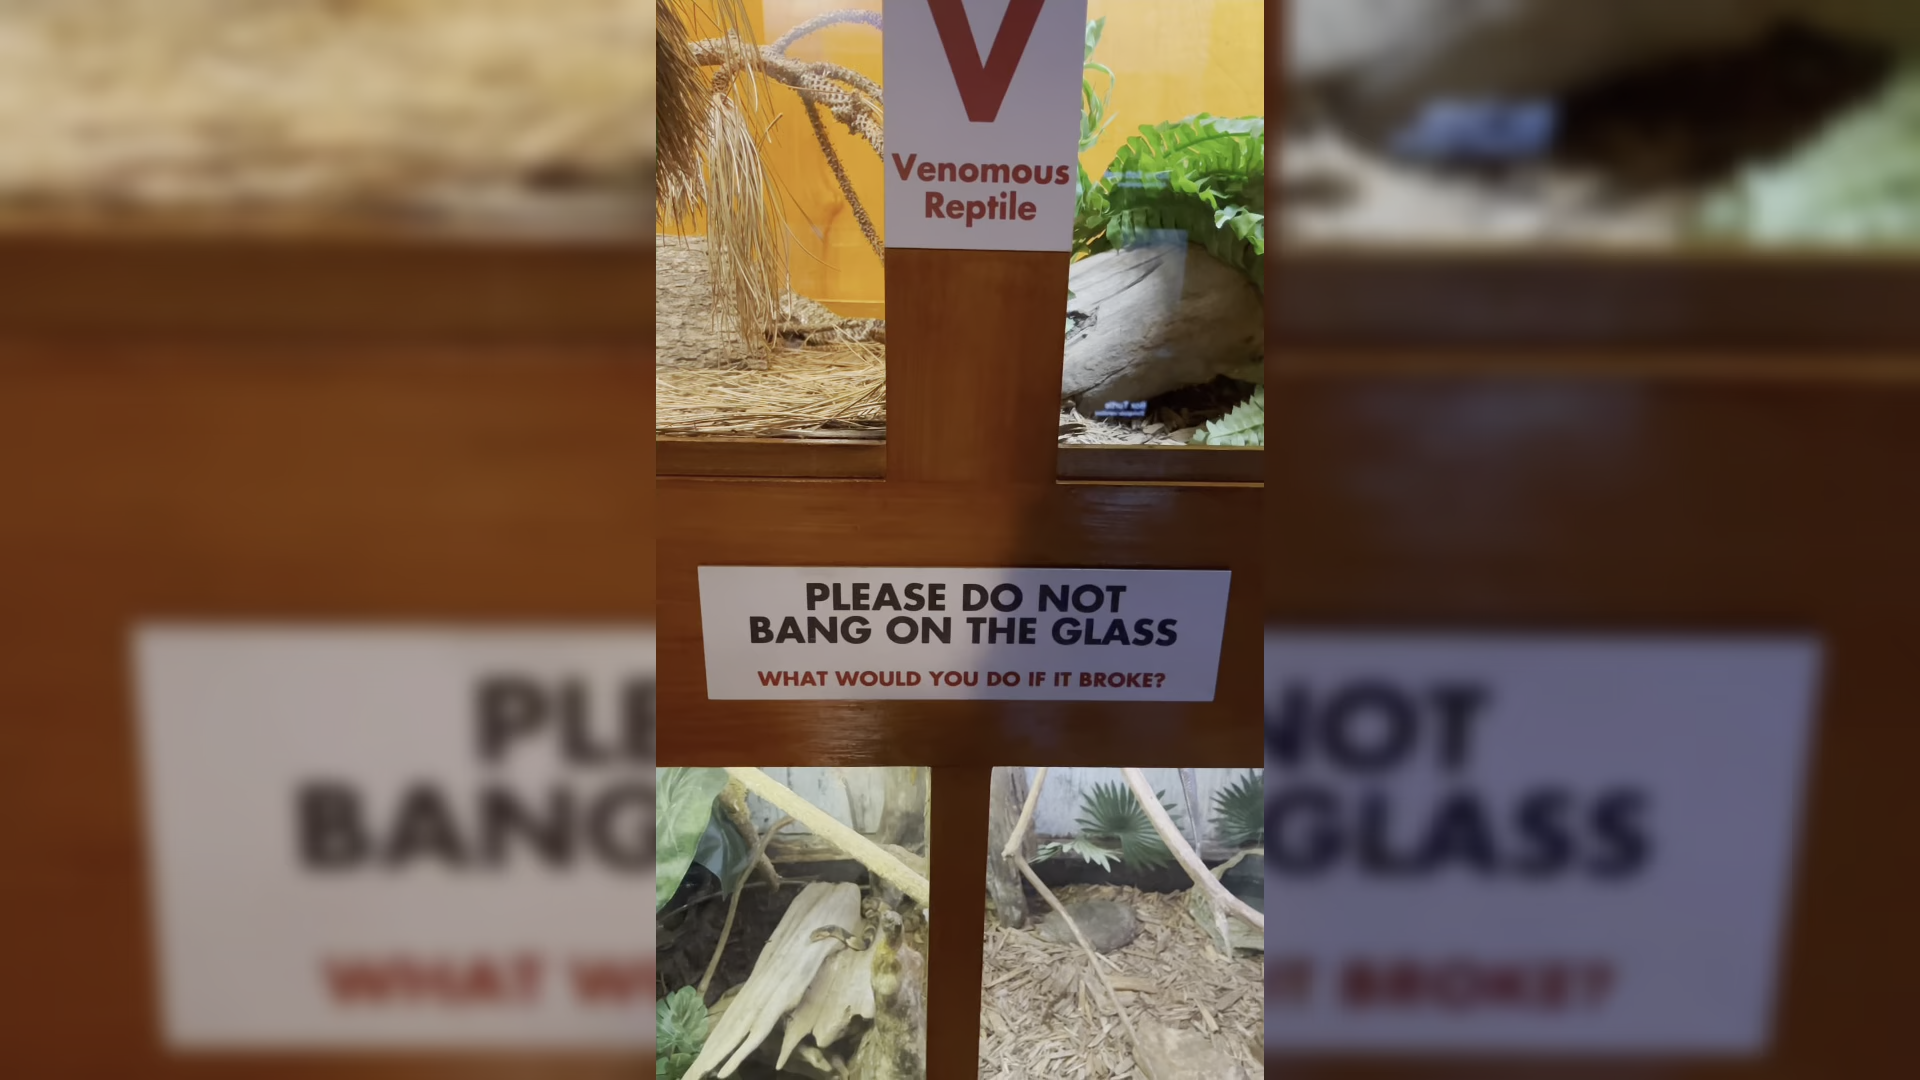 V
Venomous
Reptile
PLEASE DO NOT
BANG ON THE GLASS
WHAT WOULD YOU DO IF IT BROKE?